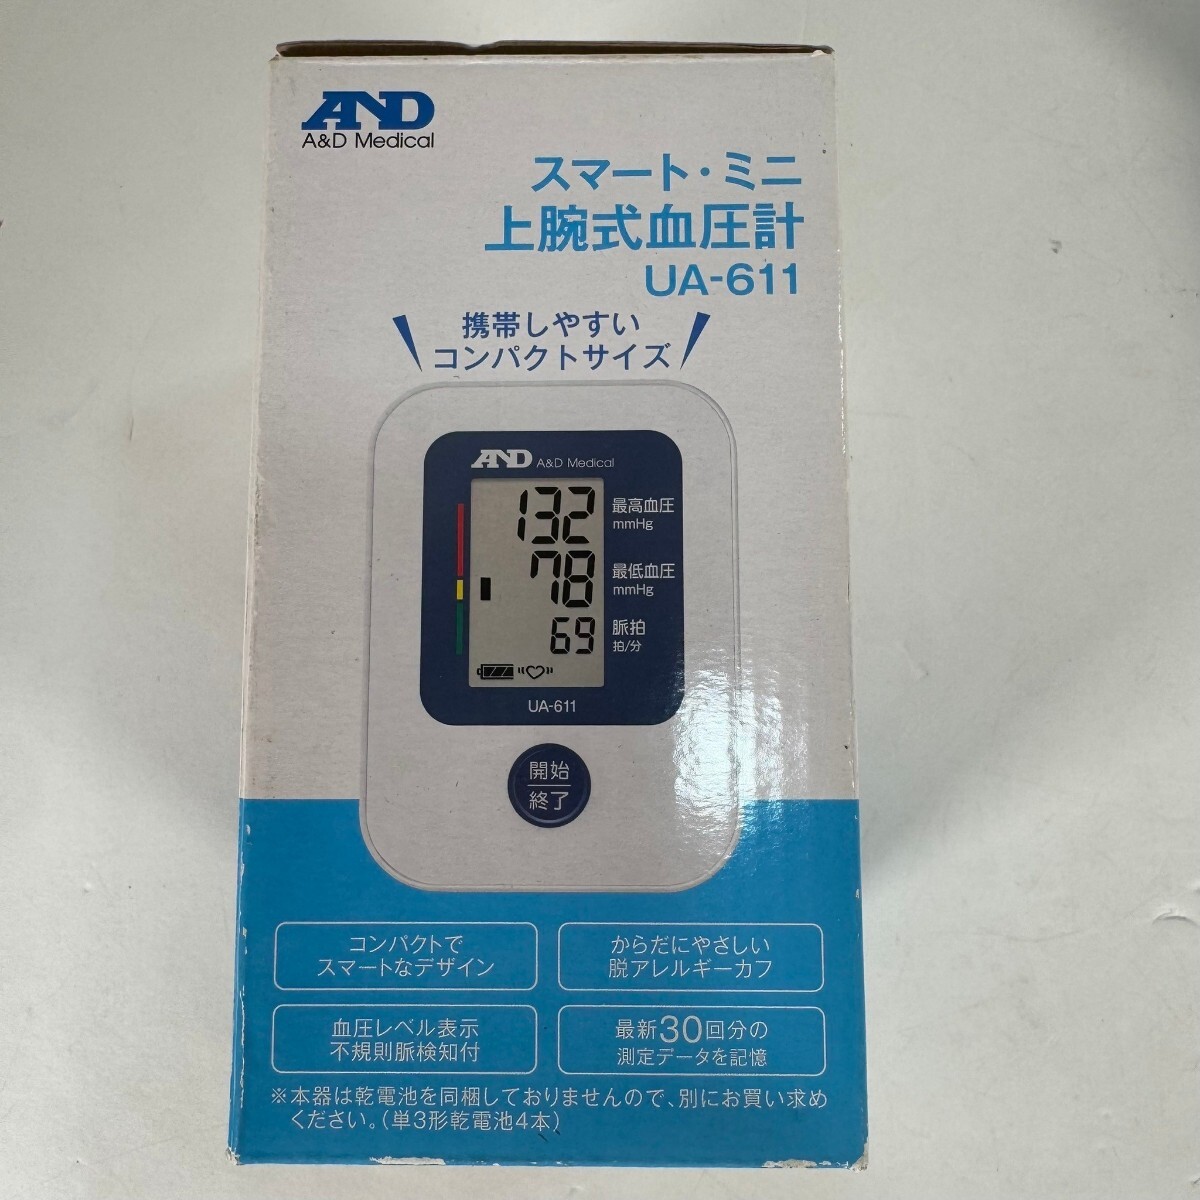 AND
A&D Medical
スマート・ミニ
上腕式血圧計
UA-611
携帯しやすい
コンパクトサイズ
AND A&D Medical
132 最高血圧
mmHg
78 最低血圧
mmHg
69 脈拍
拍/分
UA-611
開始
終了
コンパクトで
スマートなデザイン
からだにやさしい
脱アレルギーカフ
血圧レベル表示
不規則脈検知付
最新30回分の
測定データを記憶
※本器は乾電池を同梱しておりませんので、別にお買い求め
ください。(単3形乾電池4本)